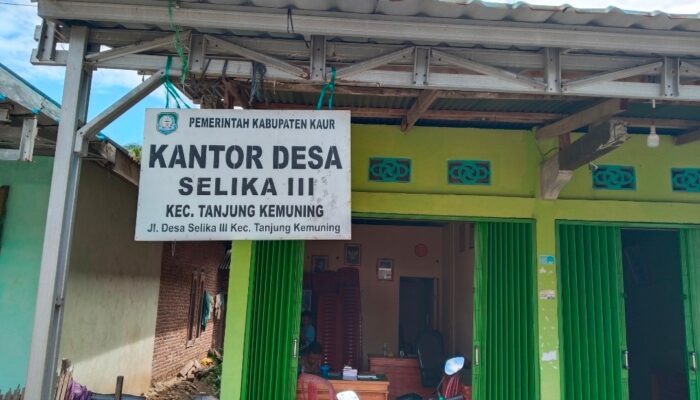 PEMERINTAH KABUPATEN KAUR
KANTOR DESA
SELIKA III
KEC. TANJUNG KEMUNING
Jl. Desa Selika III Kec. Tanjung Kemuning